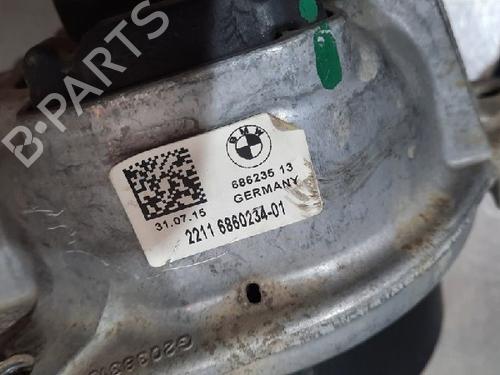 B-PARTS
BMW
686235 13
GERMANY
31.07.15
2211 6860234-01